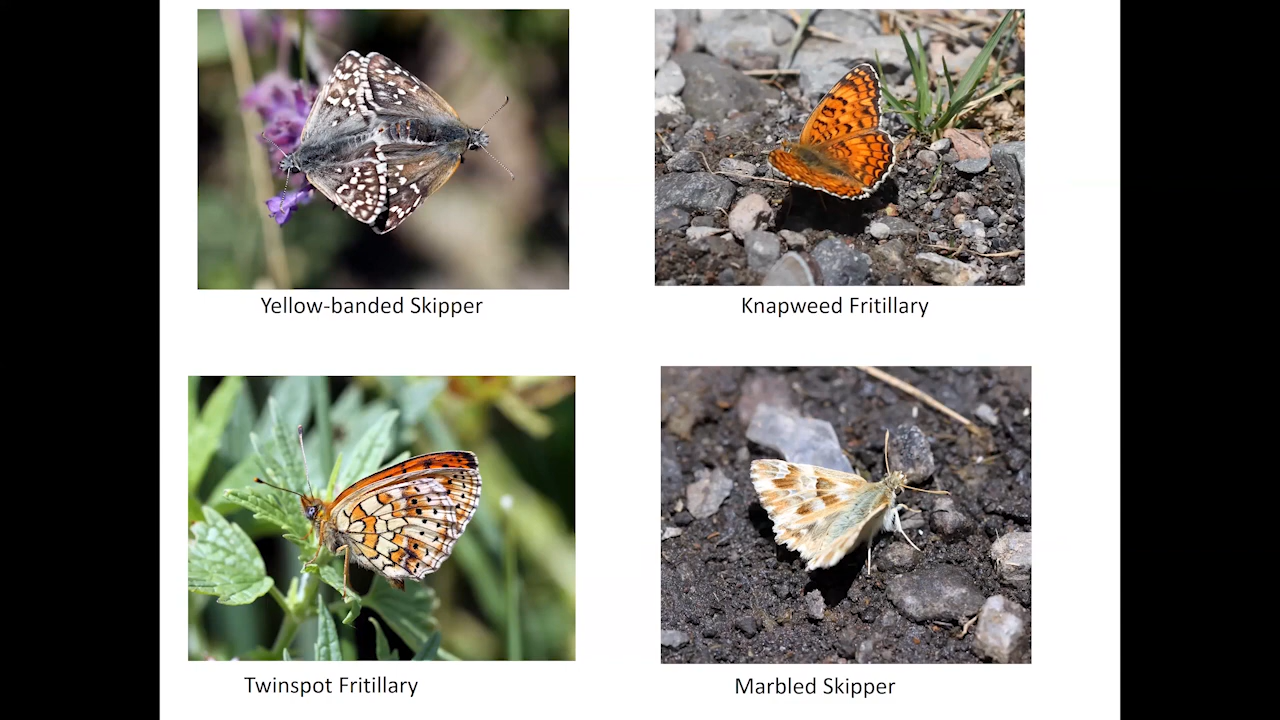 Yellow-banded Skipper
Knapweed Fritillary
Twinspot Fritillary
Marbled Skipper